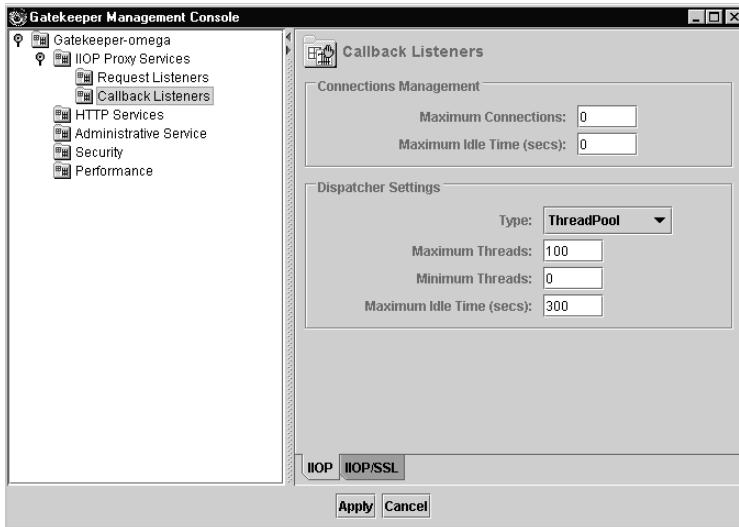 Gatekeeper Management Console
Gatekeeper-omega
IIOP Proxy Services
Request Listeners
Callback Listeners
HTTP Services
Administrative Service
Security
Performance
Callback Listeners
Connections Management
Maximum Connections: 0
Maximum Idle Time (secs): 0
Dispatcher Settings
Type: ThreadPool
Maximum Threads: 100
Minimum Threads: 0
Maximum Idle Time (secs): 300
IIOP IIOP/SSL
Apply Cancel